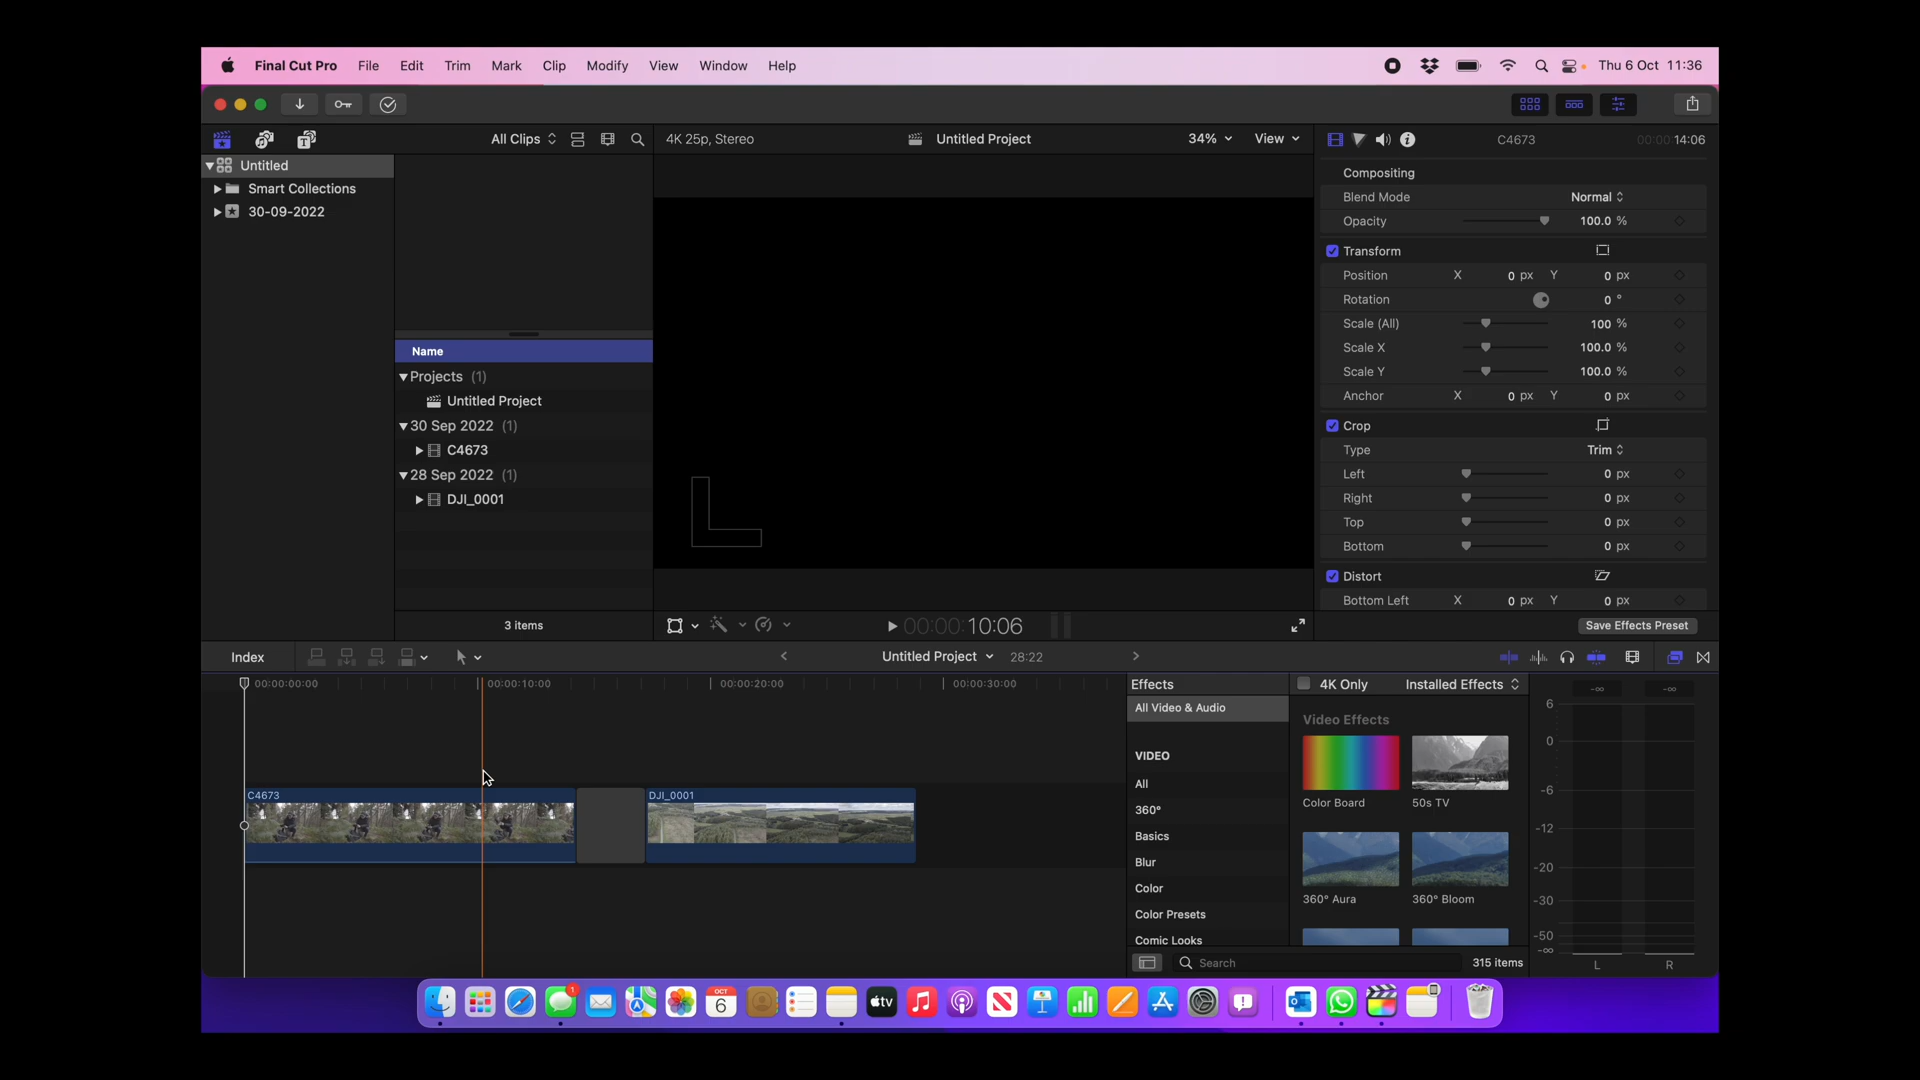 Final Cut Pro File Edit Trim Mark Clip Modify View Window Help Thu 6 Oct 11:36
All Clips 4K 25p, Stereo Untitled Project 34% View C4673 00:00:14:06
Untitled
Smart Collections
30-09-2022
Name
Projects (1)
Untitled Project
30 Sep 2022 (1)
C4673
28 Sep 2022 (1)
DJI_0001
3 items
00:00:10:06
Compositing
Blend Mode Normal
Opacity 100.0 %
Transform
Position X 0 px Y 0 px
Rotation 0 °
Scale (All) 100 %
Scale X 100.0 %
Scale Y 100.0 %
Anchor X 0 px Y 0 px
Crop
Type Trim
Left 0 px
Right 0 px
Top 0 px
Bottom 0 px
Distort
Bottom Left X 0 px Y 0 px
Save Effects Preset
Index Untitled Project 28:22
00:00:00:00 00:00:10:00 00:00:20:00 00:00:30:00
C4673 DJI_0001
Effects 4K Only Installed Effects
All Video & Audio
VIDEO
All
360°
Basics
Blur
Color
Color Presets
Comic Looks
Video Effects
Color Board 50s TV
360° Aura 360° Bloom
Search 315 items
-∞ -∞
6
0
-6
-12
-20
-30
-50
-∞
L R
1 OCT 6 tv